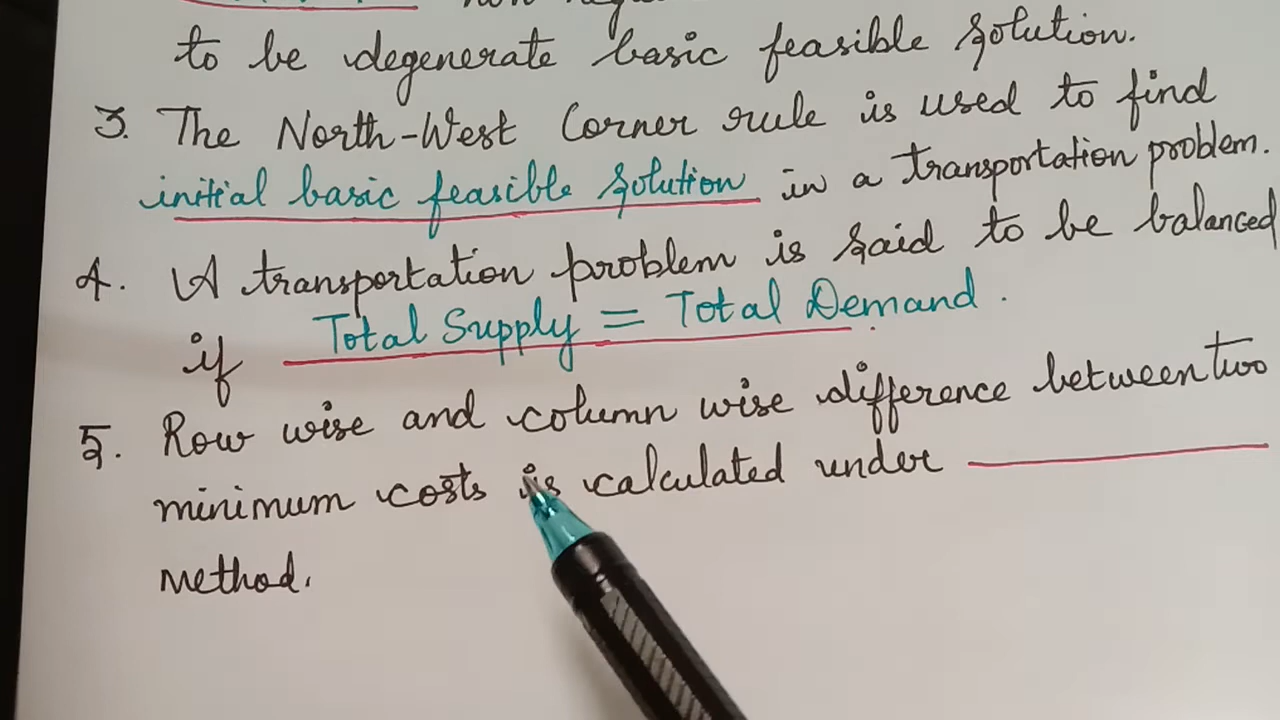 to be degenerate basic feasible solution.
3. The North-West Corner rule is used to find
initial basic feasible solution in a transportation problem.
4. A transportation problem is said to be balanced
if Total Supply = Total Demand.
5. Row wise and column wise difference between two
minimum costs is calculated under
method.